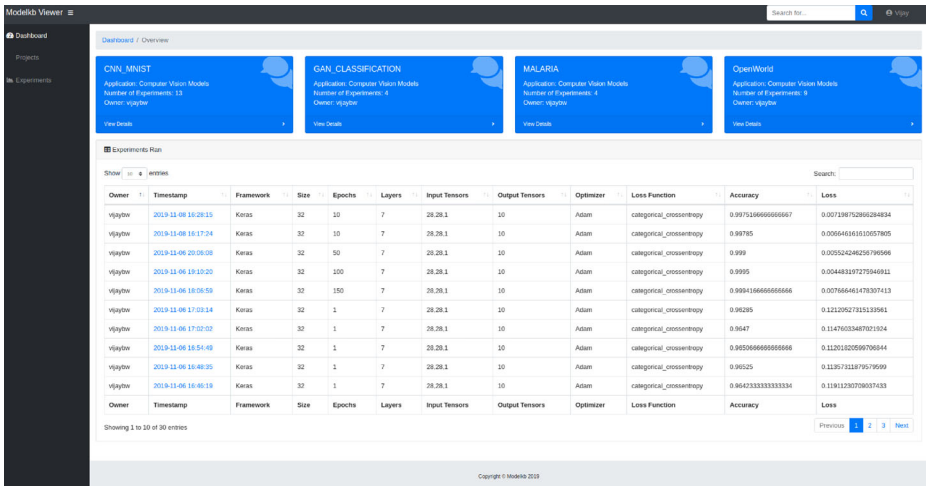 Modelkb Viewer
Search for...
Vijay
Dashboard
Projects
Experiments
Dashboard / Overview
CNN_MNIST
Application: Computer Vision Models
Number of Experiments: 13
Owner: vijaybw
View Details
GAN_CLASSIFICATION
Application: Computer Vision Models
Number of Experiments: 4
Owner: vijaybw
View Details
MALARIA
Application: Computer Vision Models
Number of Experiments: 4
Owner: vijaybw
View Details
OpenWorld
Application: Computer Vision Models
Number of Experiments: 9
Owner: vijaybw
View Details
Experiments Ran
Show 10 entries
Search:
Owner Timestamp Framework Size Epochs Layers Input Tensors Output Tensors Optimizer Loss Function Accuracy Loss
vijaybw 2019-11-08 16:28:15 Keras 32 10 7 28,28,1 10 Adam categorical_crossentropy 0.9975166666666667 0.007198752866284834
vijaybw 2019-11-08 16:17:24 Keras 32 10 7 28,28,1 10 Adam categorical_crossentropy 0.99785 0.006646161610657805
vijaybw 2019-11-06 20:06:08 Keras 32 50 7 28,28,1 10 Adam categorical_crossentropy 0.999 0.005524246256796566
vijaybw 2019-11-06 19:10:20 Keras 32 100 7 28,28,1 10 Adam categorical_crossentropy 0.9995 0.004483197275946911
vijaybw 2019-11-06 18:06:59 Keras 32 150 7 28,28,1 10 Adam categorical_crossentropy 0.9994166666666666 0.007666461478307413
vijaybw 2019-11-06 17:03:14 Keras 32 1 7 28,28,1 10 Adam categorical_crossentropy 0.96285 0.12120527315133561
vijaybw 2019-11-06 17:02:02 Keras 32 1 7 28,28,1 10 Adam categorical_crossentropy 0.9647 0.11476033487021924
vijaybw 2019-11-06 16:54:49 Keras 32 1 7 28,28,1 10 Adam categorical_crossentropy 0.9650666666666666 0.11201820599706844
vijaybw 2019-11-06 16:48:35 Keras 32 1 7 28,28,1 10 Adam categorical_crossentropy 0.96525 0.11357311879579599
vijaybw 2019-11-06 16:46:19 Keras 32 1 7 28,28,1 10 Adam categorical_crossentropy 0.9642333333333334 0.11911230709037433
Owner Timestamp Framework Size Epochs Layers Input Tensors Output Tensors Optimizer Loss Function Accuracy Loss
Showing 1 to 10 of 30 entries
Previous 1 2 3 Next
Copyright © Modelkb 2019